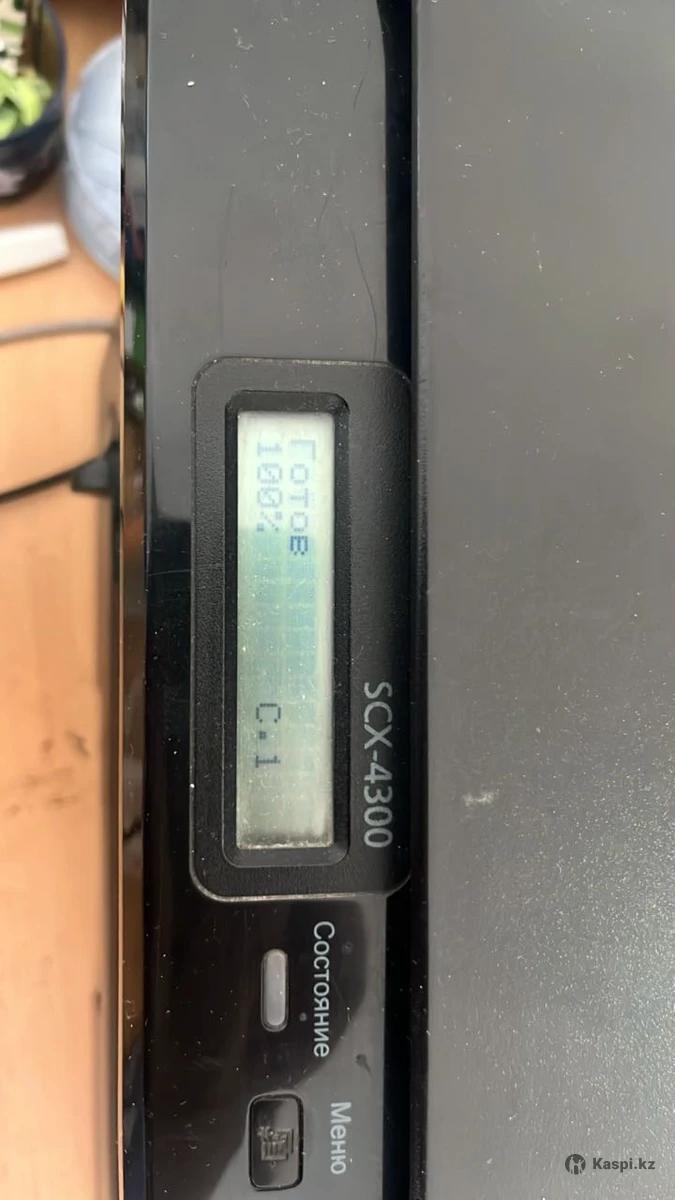 SCX-4300
Готов
100% С.1
Состояние
Меню
Kaspi.kz